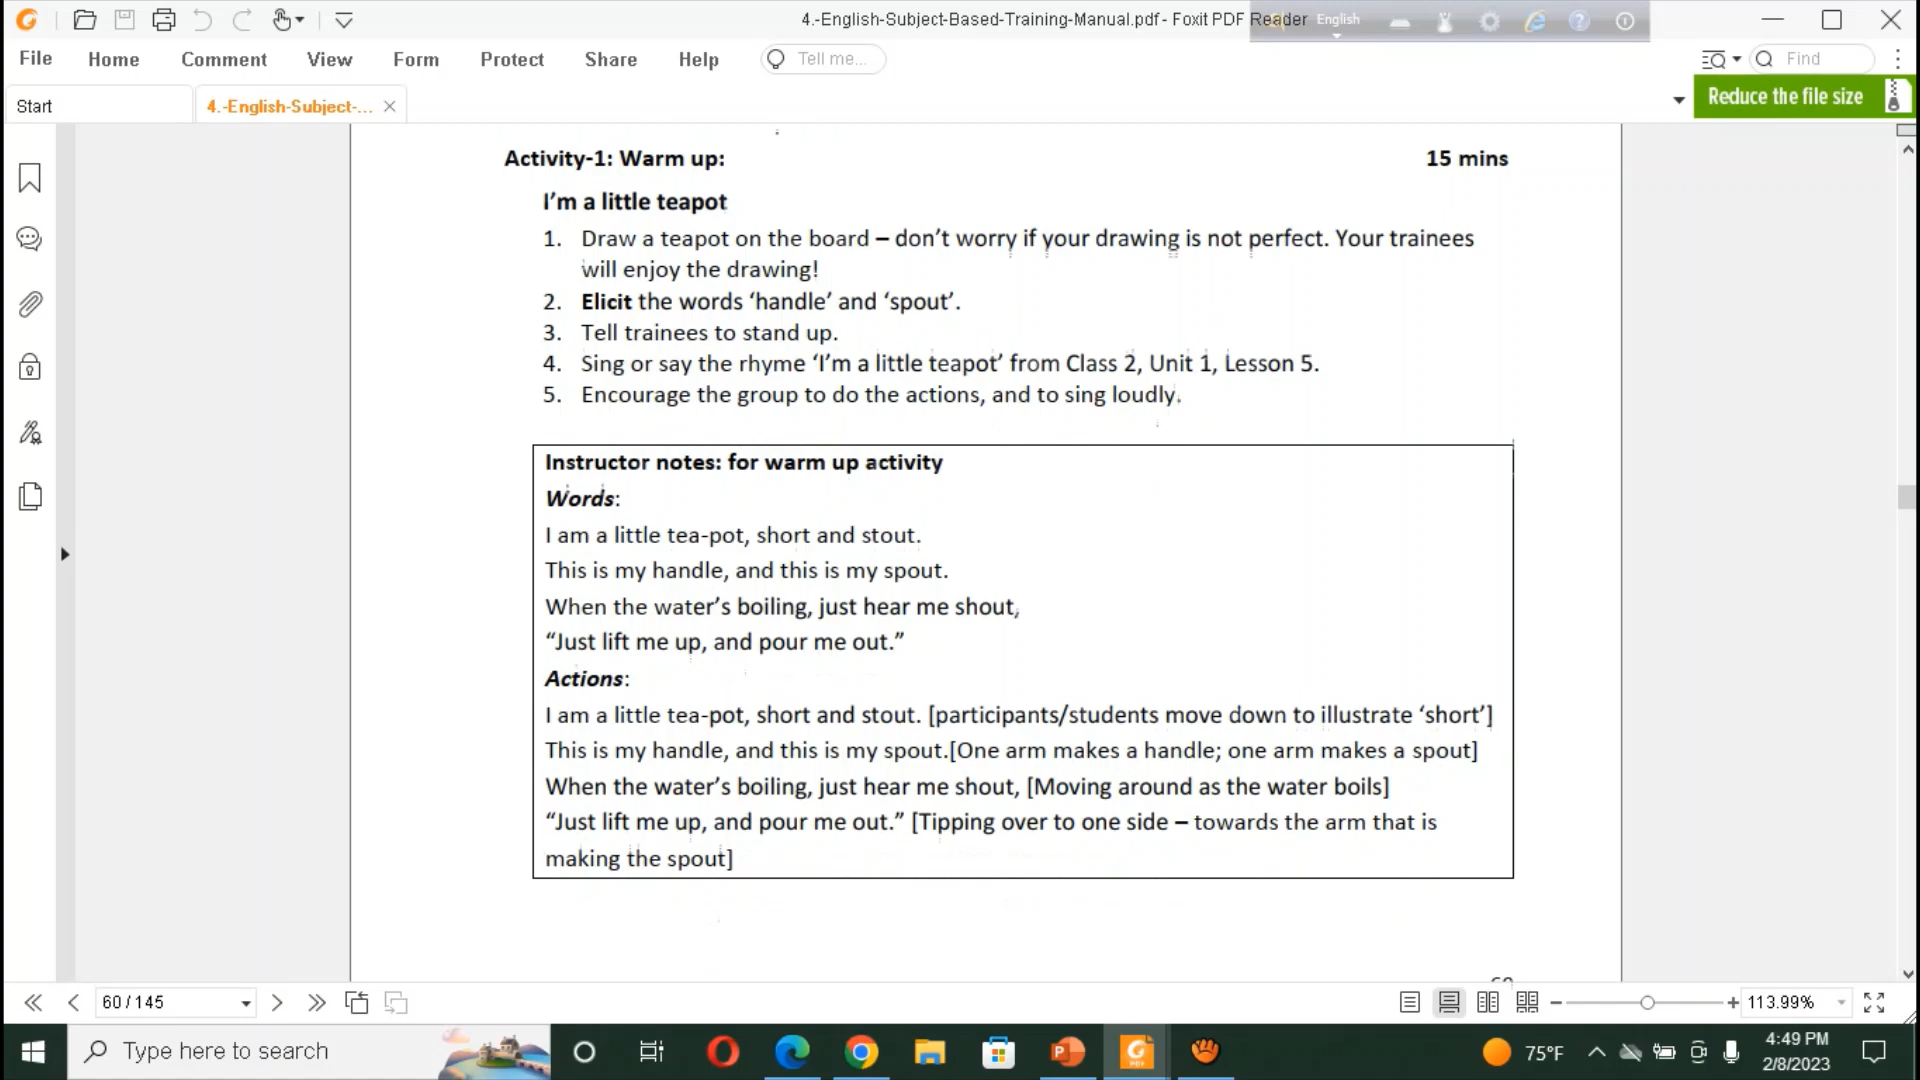 4.-English-Subject-Based-Training-Manual.pdf - Foxit PDF Reader
English
File Home Comment View Form Protect Share Help Tell me... Find
Start 4.-English-Subject-... Reduce the file size
Activity-1: Warm up: 15 mins
I'm a little teapot
1. Draw a teapot on the board – don't worry if your drawing is not perfect. Your trainees
will enjoy the drawing!
2. Elicit the words 'handle' and 'spout'.
3. Tell trainees to stand up.
4. Sing or say the rhyme 'I'm a little teapot' from Class 2, Unit 1, Lesson 5.
5. Encourage the group to do the actions, and to sing loudly.
Instructor notes: for warm up activity
Words:
I am a little tea-pot, short and stout.
This is my handle, and this is my spout.
When the water's boiling, just hear me shout,
“Just lift me up, and pour me out.”
Actions:
I am a little tea-pot, short and stout. [participants/students move down to illustrate 'short']
This is my handle, and this is my spout.[One arm makes a handle; one arm makes a spout]
When the water's boiling, just hear me shout, [Moving around as the water boils]
“Just lift me up, and pour me out.” [Tipping over to one side – towards the arm that is
making the spout]
60 / 145 113.99%
Type here to search 75°F 4:49 PM
2/8/2023